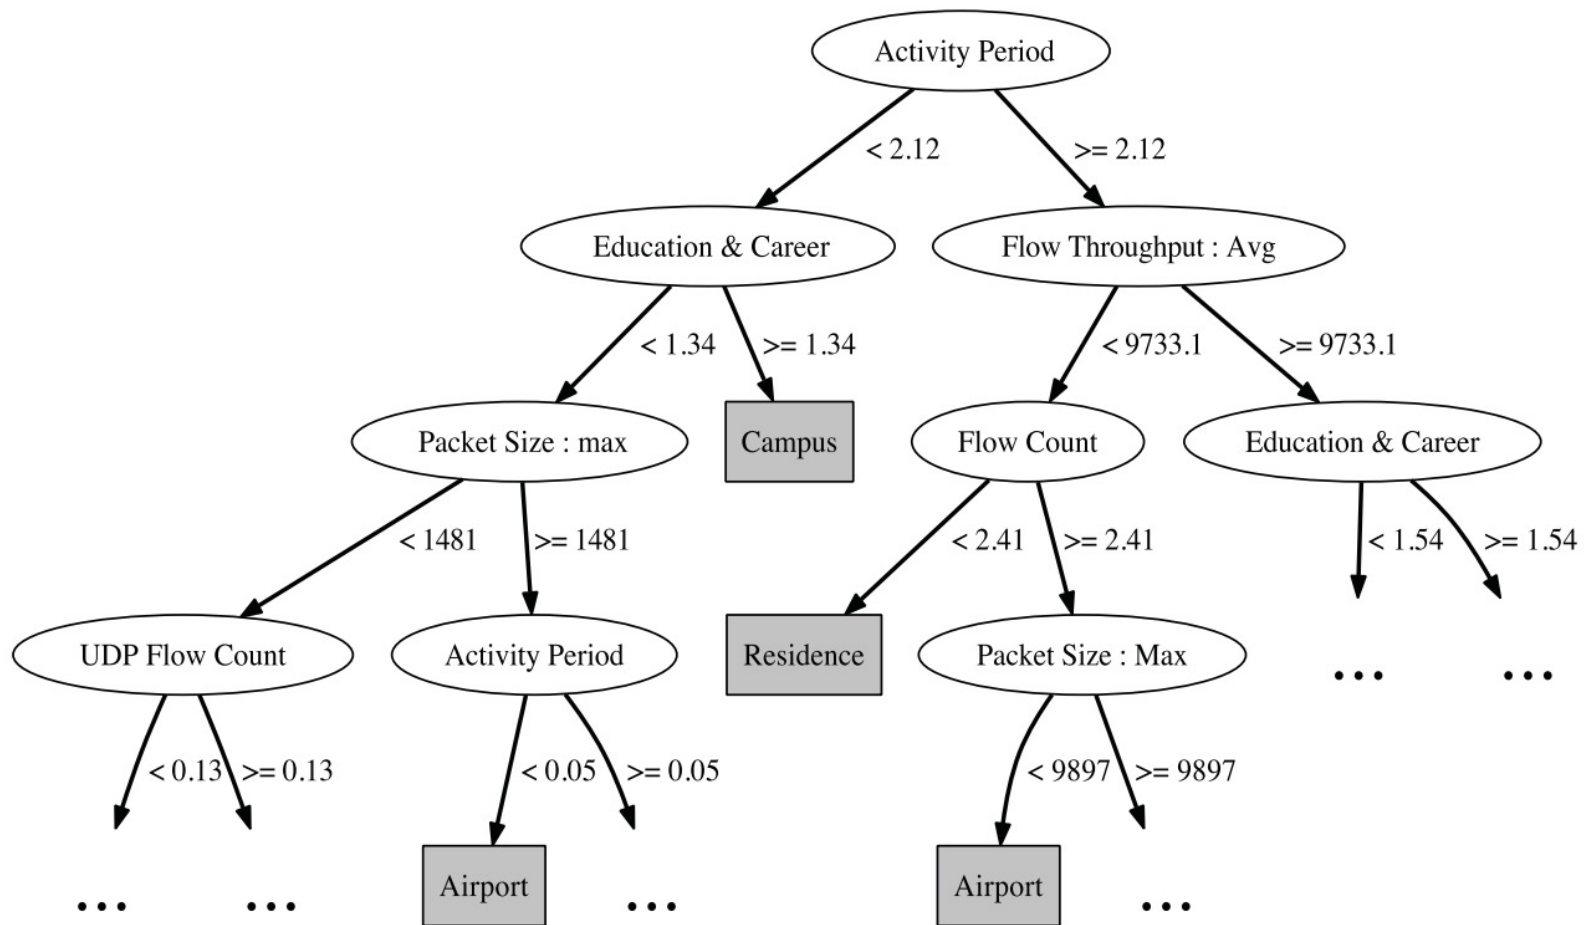 Activity Period
< 2.12
>= 2.12
Education & Career
Flow Throughput : Avg
< 1.34
>= 1.34
< 9733.1
>= 9733.1
Packet Size : max
Campus
Flow Count
Education & Career
< 1481
>= 1481
< 2.41
>= 2.41
< 1.54
>= 1.54
UDP Flow Count
Activity Period
Residence
Packet Size : Max
...
...
< 0.13
>= 0.13
< 0.05
>= 0.05
< 9897
>= 9897
...
...
Airport
...
Airport
...